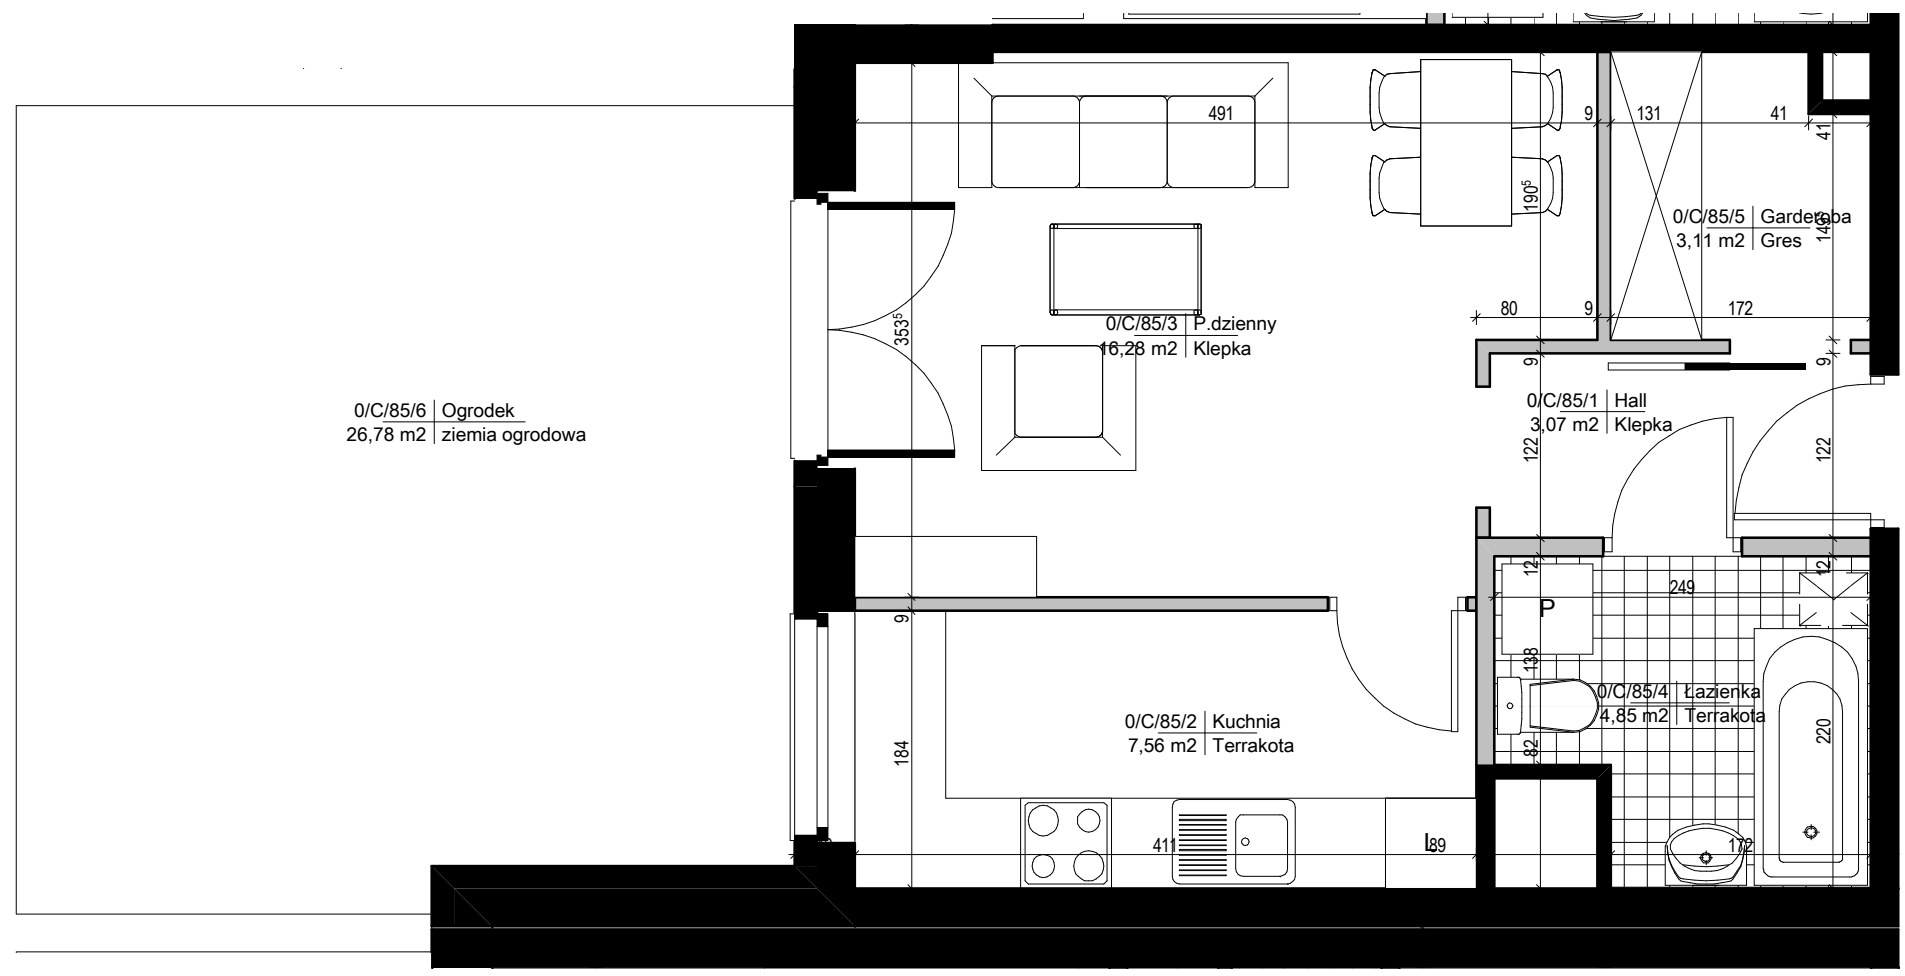 491
9
131
41
41
190⁵
0/C/85/5 Garderoba
3,11 m2 Gres
149⁵
80
9
172
353⁵
0/C/85/3 P.dzienny
16,28 m2 Klepka
9
9
0/C/85/6 Ogrodek
26,78 m2 ziemia ogrodowa
0/C/85/1 Hall
3,07 m2 Klepka
122
122
12
12
249
P
9
138
0/C/85/4 Łazienka
4,85 m2 Terrakota
0/C/85/2 Kuchnia
7,56 m2 Terrakota
184
82
220
411
L
89
172